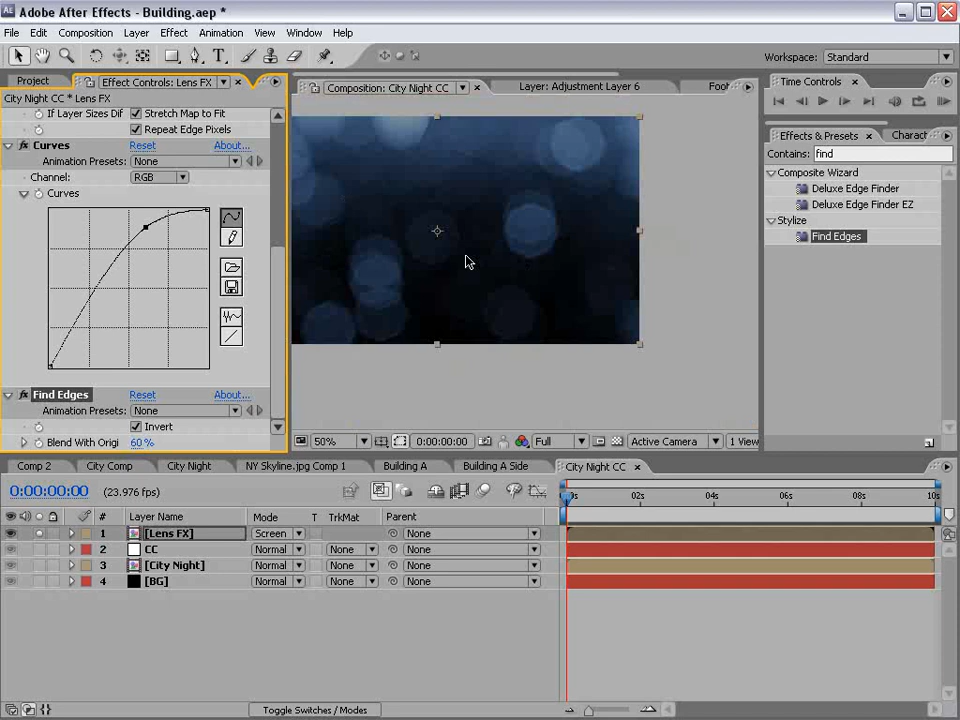 Adobe After Effects - Building.aep *
File Edit Composition Layer Effect Animation View Window Help
Workspace: Standard
Project Effect Controls: Lens FX Composition: City Night CC Layer: Adjustment Layer 6 Foot Time Controls
City Night CC * Lens FX
If Layer Sizes Dif Stretch Map to Fit
Repeat Edge Pixels
Effects & Presets Charact
Curves Reset About...
Contains: find
Animation Presets: None
Composite Wizard
Channel: RGB
Deluxe Edge Finder
Curves
Deluxe Edge Finder EZ
Stylize
Find Edges
Find Edges Reset About...
Animation Presets: None
Invert
Blend With Origi 60 %
50% 0:00:00:00 Full Active Camera 1 View
Comp 2 City Comp City Night NY Skyline.jpg Comp 1 Building A Building A Side City Night CC
0:00:00:00 (23.976 fps)
02s 04s 06s 08s 10s
# Layer Name Mode T TrkMat Parent
1 [Lens FX] Screen None
2 CC Normal None None
3 [City Night] Normal None None
4 [BG] Normal None None
Toggle Switches / Modes